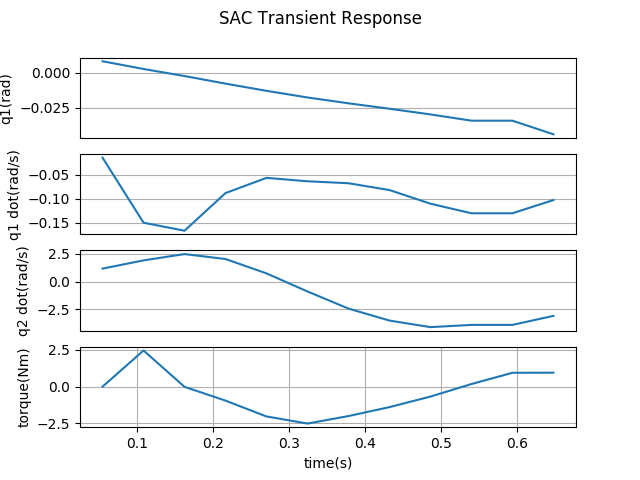 SAC Transient Response
0.000
−0.025
q1(rad)
−0.05
−0.10
−0.15
q1 dot(rad/s)
2.5
0.0
−2.5
q2 dot(rad/s)
2.5
0.0
−2.5
torque(Nm)
0.1 0.2 0.3 0.4 0.5 0.6
time(s)